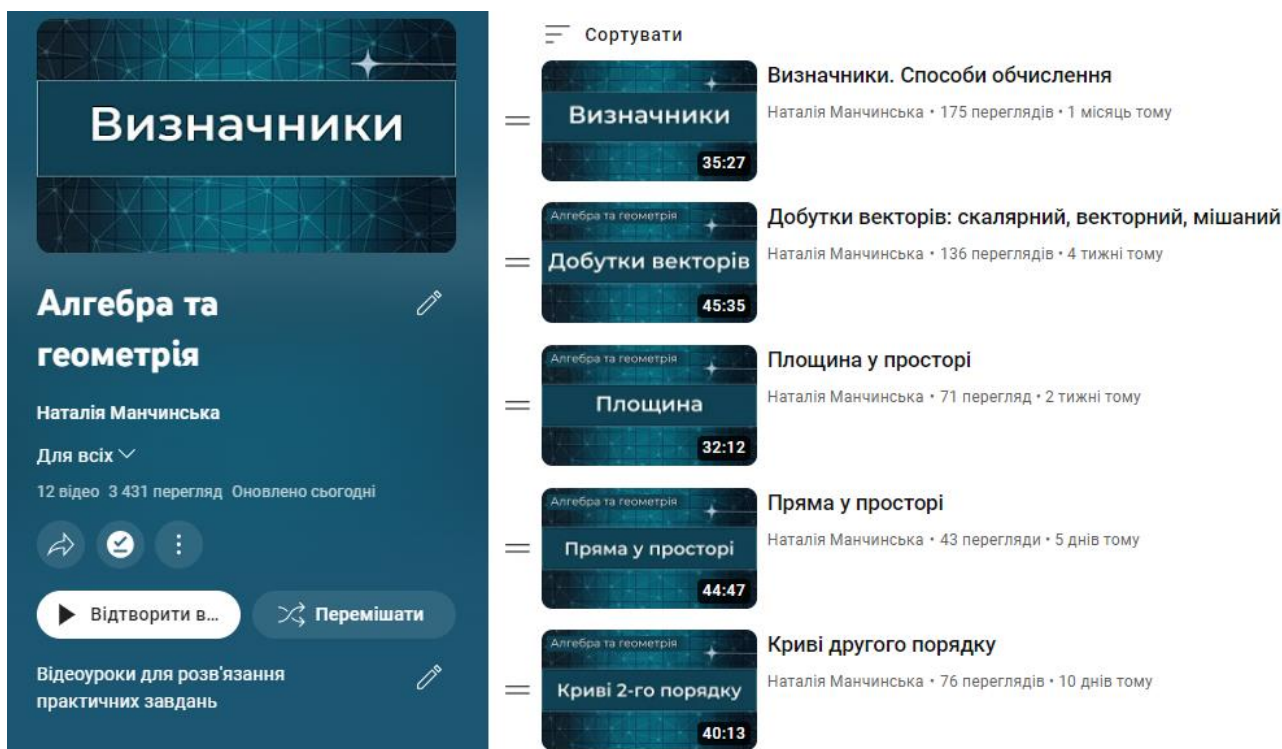 Визначники
Алгебра та
геометрія
Наталія Манчинська
Для всіх
12 відео 3 431 перегляд Оновлено сьогодні
Відтворити в...
Перемішати
Відеоуроки для розв'язання
практичних завдань
Сортувати
Визначники
35:27
Визначники. Способи обчислення
Наталія Манчинська • 175 переглядів • 1 місяць тому
Алгебра та геометрія
Добутки векторів
45:35
Добутки векторів: скалярний, векторний, мішаний
Наталія Манчинська • 136 переглядів • 4 тижні тому
Алгебра та геометрія
Площина
32:12
Площина у просторі
Наталія Манчинська • 71 перегляд • 2 тижні тому
Алгебра та геометрія
Пряма у просторі
44:47
Пряма у просторі
Наталія Манчинська • 43 перегляди • 5 днів тому
Алгебра та геометрія
Криві 2-го порядку
40:13
Криві другого порядку
Наталія Манчинська • 76 переглядів • 10 днів тому